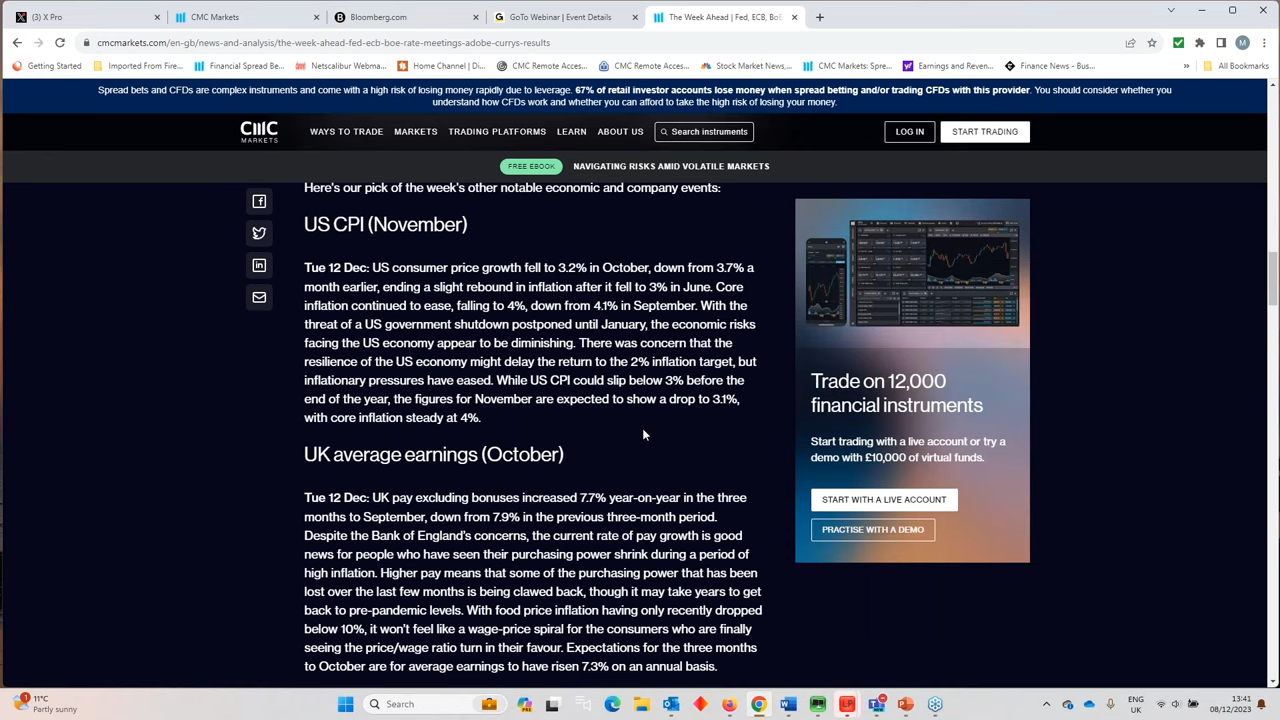 (3) X Pro
CMC Markets
Bloomberg.com
GoTo Webinar | Event Details
The Week Ahead | Fed, ECB, Bo
cmcmarkets.com/en-gb/news-and-analysis/the-week-ahead-fed-ecb-boe-rate-meetings-adobe-currys-results
M
Getting Started
Imported From Fire...
Financial Spread Be...
Netscalibur Webma...
Home Channel | Di...
CMC Remote Acces...
CMC Remote Acces...
Stock Market News,...
CMC Markets: Spre...
Earnings and Reven...
Finance News - Bus...
»
All Bookmarks
Spread bets and CFDs are complex instruments and come with a high risk of losing money rapidly due to leverage. 67% of retail investor accounts lose money when spread betting and/or trading CFDs with this provider. You should consider whether you
understand how CFDs work and whether you can afford to take the high risk of losing your money.
CMC MARKETS
WAY TO TRADE
MARKETS
TRADING PLATFORMS
LEARN
ABOUT US
Search instruments
LOG IN
START TRADING
FREE EBOOK
NAVIGATING RISKS AMID VOLATILE MARKETS
Here's our pick of the week's other notable economic and company events:
US CPI (November)
Tue 12 Dec: US consumer price growth fell to 3.2% in October, down from 3.7% a
month earlier, ending a slight rebound in inflation after it fell to 3% in June. Core
continued to ease, falling to 4% from 4.1% in September. With the
of a US government shutdown postponed until January, the economic risks
facing the US economy appear to be diminishing. There was concern that the
resilience of the US economy might delay the return to the 2% inflation target, but
inflationary pressures have eased. While US CPI could slip below 3% before the
end of the year, the figures for November are expected to show a drop to 3.1%,
with core inflation steady at 4%.
UK average earnings (October)
Tue 12 Dec: UK pay excluding bonuses increased 7.7% year-on-year in the three
months to September, down from 7.9% in the previous three-month period.
Despite the Bank of England's concerns, the current rate of pay growth is good
news for people who have seen their purchasing power shrink during a period of
high inflation. Higher pay means that some of the purchasing power that has been
lost over the last few months is being clawed back, though it may take years to get
back to pre-pandemic levels. With food price inflation having only recently dropped
below 10%, it won't feel like a wage-price spiral for the consumers who are finally
seeing the price/wage ratio turn in their favour. Expectations for the three months
to October are for average earnings to have risen 7.3% on an annual basis.
Trade on 12,000
financial instruments
Start trading with a live account or try a
demo with £10,000 of virtual funds.
START WITH A LIVE ACCOUNT
PRACTISE WITH A DEMO
11°C
Partly sunny
Search
ENG
UK
13:41
08/12/2023